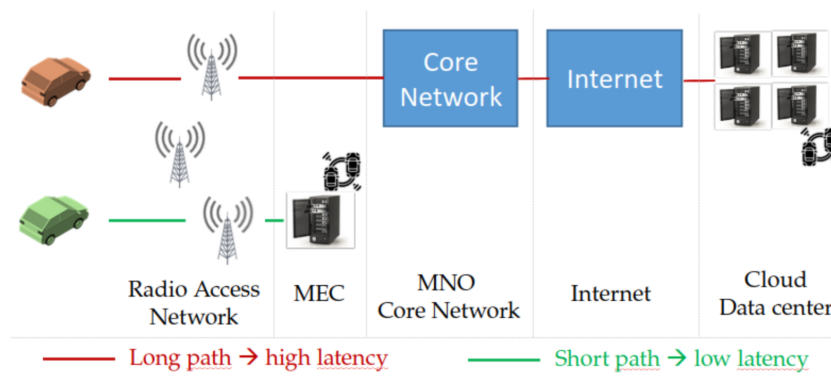 Core
Network
Internet
Radio Access
Network
MEC
MNO
Core Network
Internet
Cloud
Data center
Long path → high latency
Short path → low latency